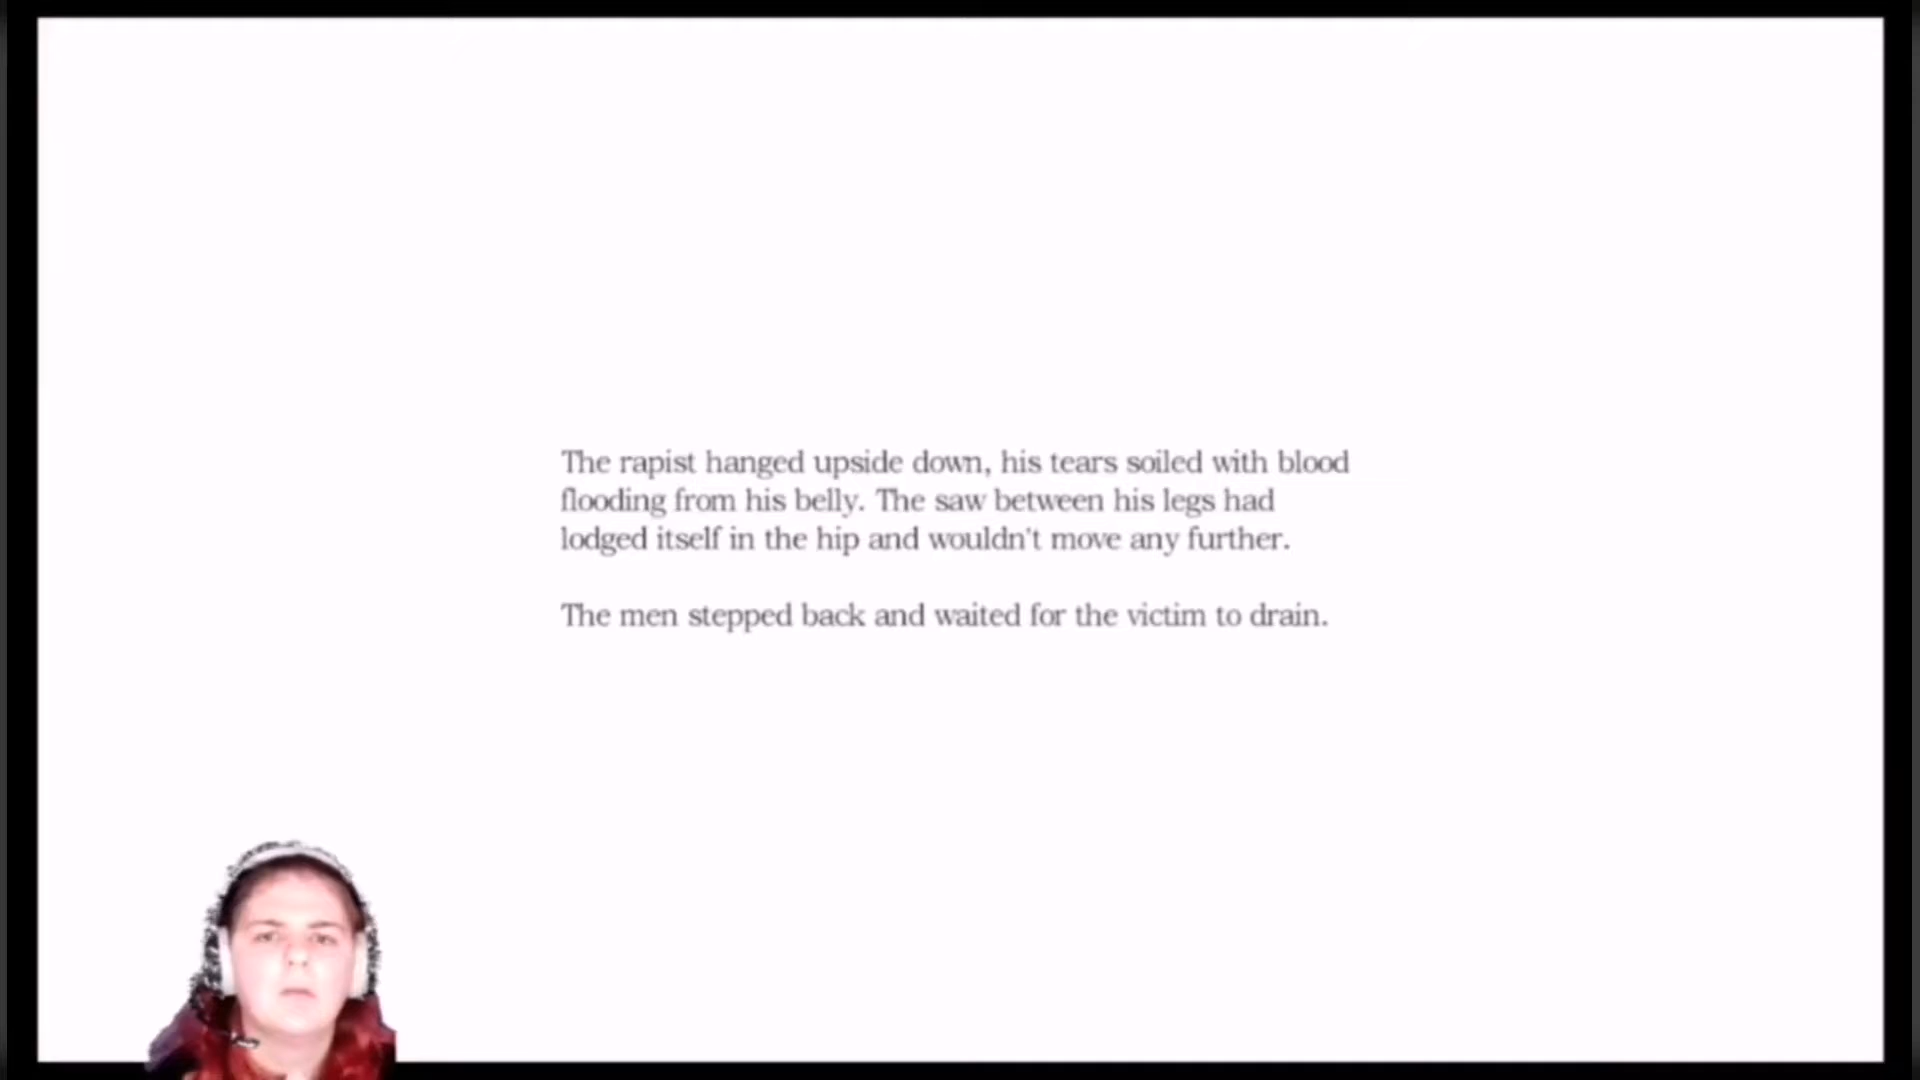 The rapist hanged upside down, his tears soiled with blood
flooding from his belly. The saw between his legs had
lodged itself in the hip and wouldn't move any further.
The men stepped back and waited for the victim to drain.